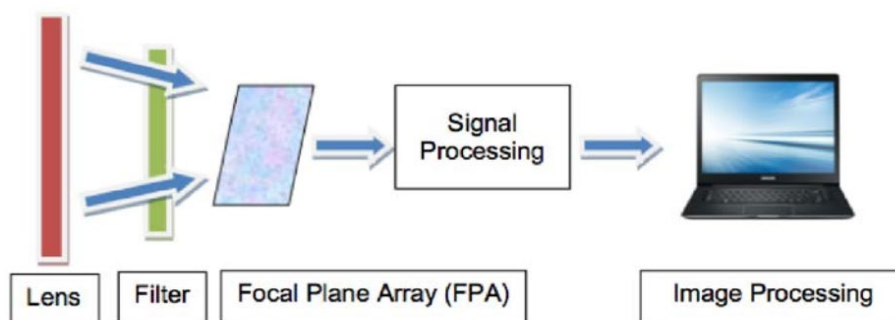 Signal
Processing
Lens
Filter
Focal Plane Array (FPA)
Image Processing